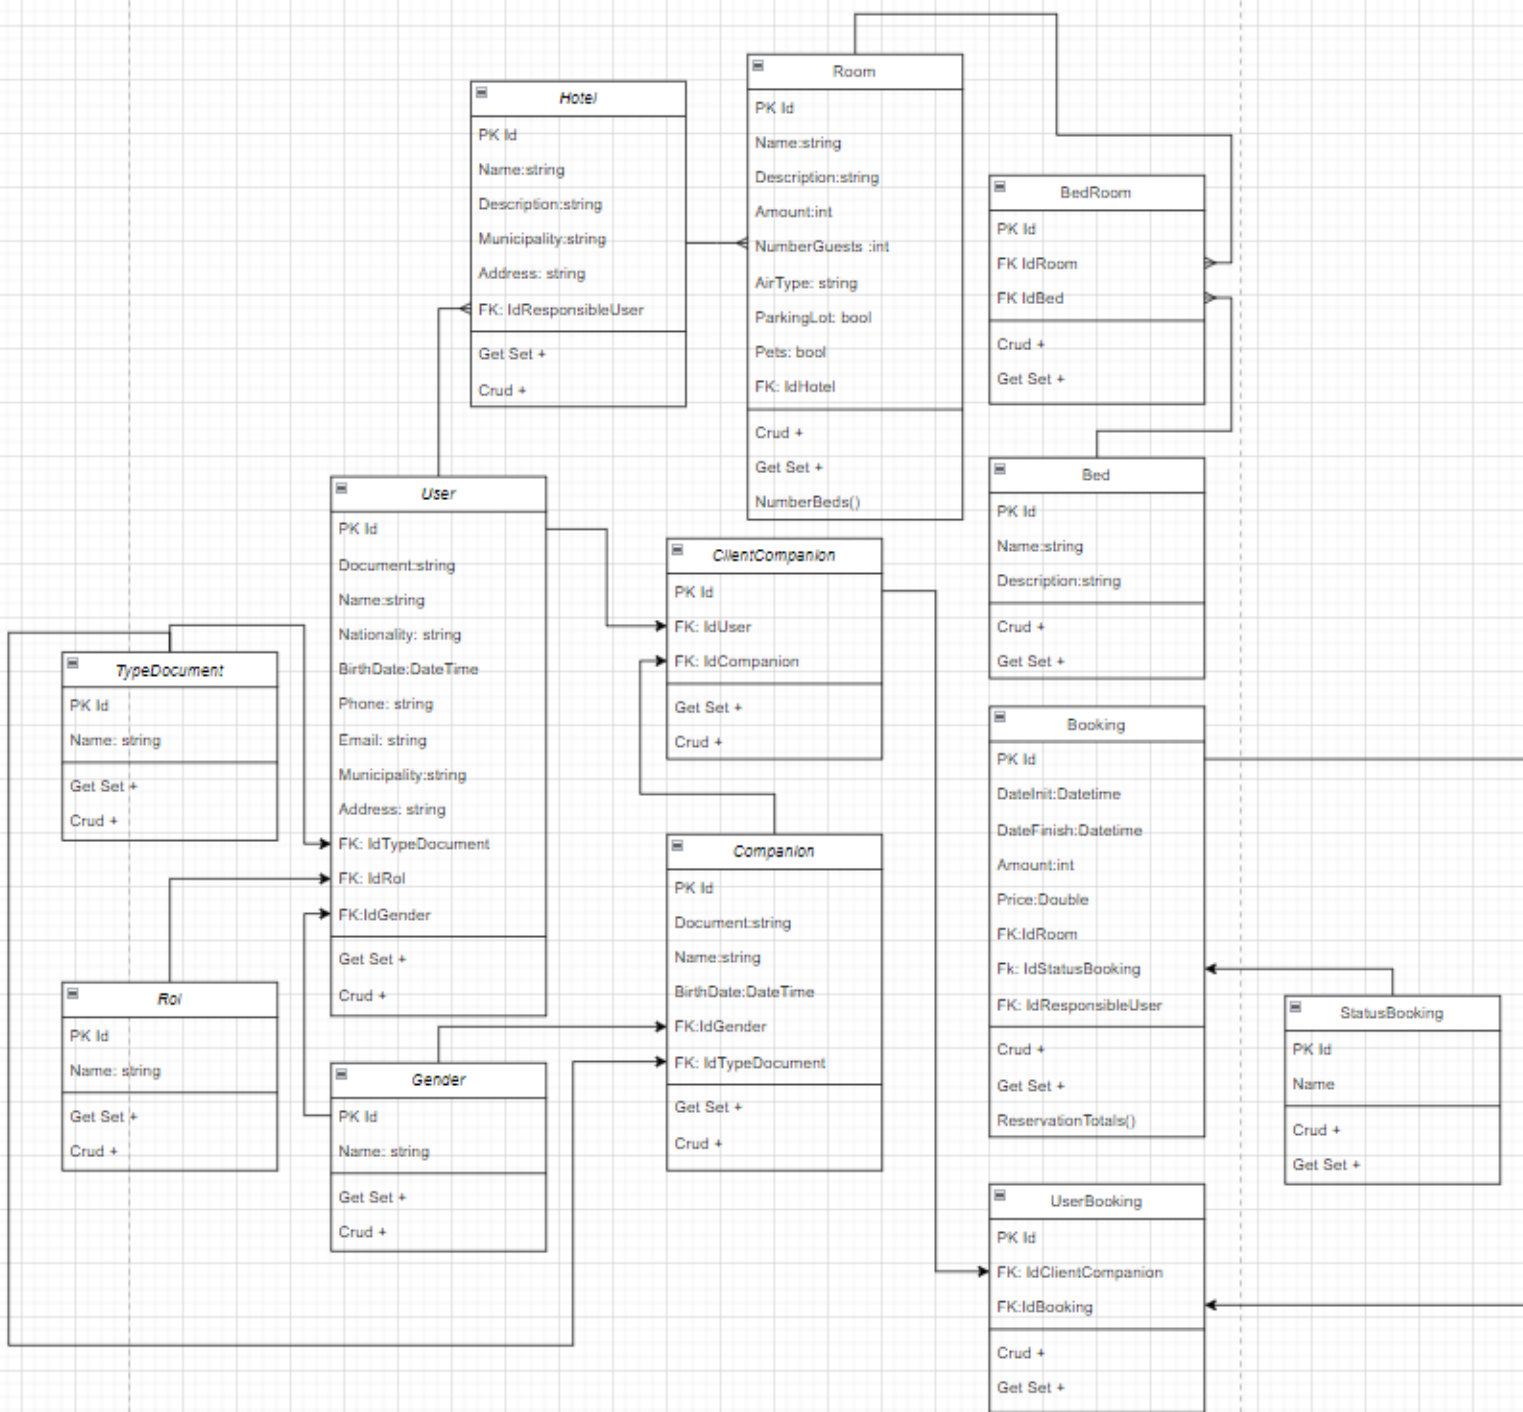 Hotel
PK Id
Name:string
Description:string
Municipality:string
Address: string
FK: IdResponsibleUser
Get Set +
Crud +
Room
PK Id
Name:string
Description:string
Amount:int
NumberGuests :int
AirType: string
ParkingLot: bool
Pets: bool
FK: IdHotel
Crud +
Get Set +
NumberBeds()
BedRoom
PK Id
FK IdRoom
FK IdBed
Crud +
Get Set +
Bed
PK Id
Name:string
Description:string
Crud +
Get Set +
User
PK Id
Document:string
Name:string
Nationality: string
BirthDate:DateTime
Phone: string
Email: string
Municipality:string
Address: string
FK: IdTypeDocument
FK: IdRol
FK:IdGender
Get Set +
Crud +
ClientCompanion
PK Id
FK: IdUser
FK: IdCompanion
Get Set +
Crud +
TypeDocument
PK Id
Name: string
Get Set +
Crud +
Booking
PK Id
DateInit:Datetime
DateFinish:Datetime
Amount:int
Price:Double
FK:IdRoom
Fk: IdStatusBooking
FK: IdResponsibleUser
Crud +
Get Set +
ReservationTotals()
Companion
PK Id
Document:string
Name:string
BirthDate:DateTime
FK:IdGender
FK: IdTypeDocument
Get Set +
Crud +
Rol
PK Id
Name: string
Get Set +
Crud +
Gender
PK Id
Name: string
Get Set +
Crud +
StatusBooking
PK Id
Name
Crud +
Get Set +
UserBooking
PK Id
FK: IdClientCompanion
FK:IdBooking
Crud +
Get Set +